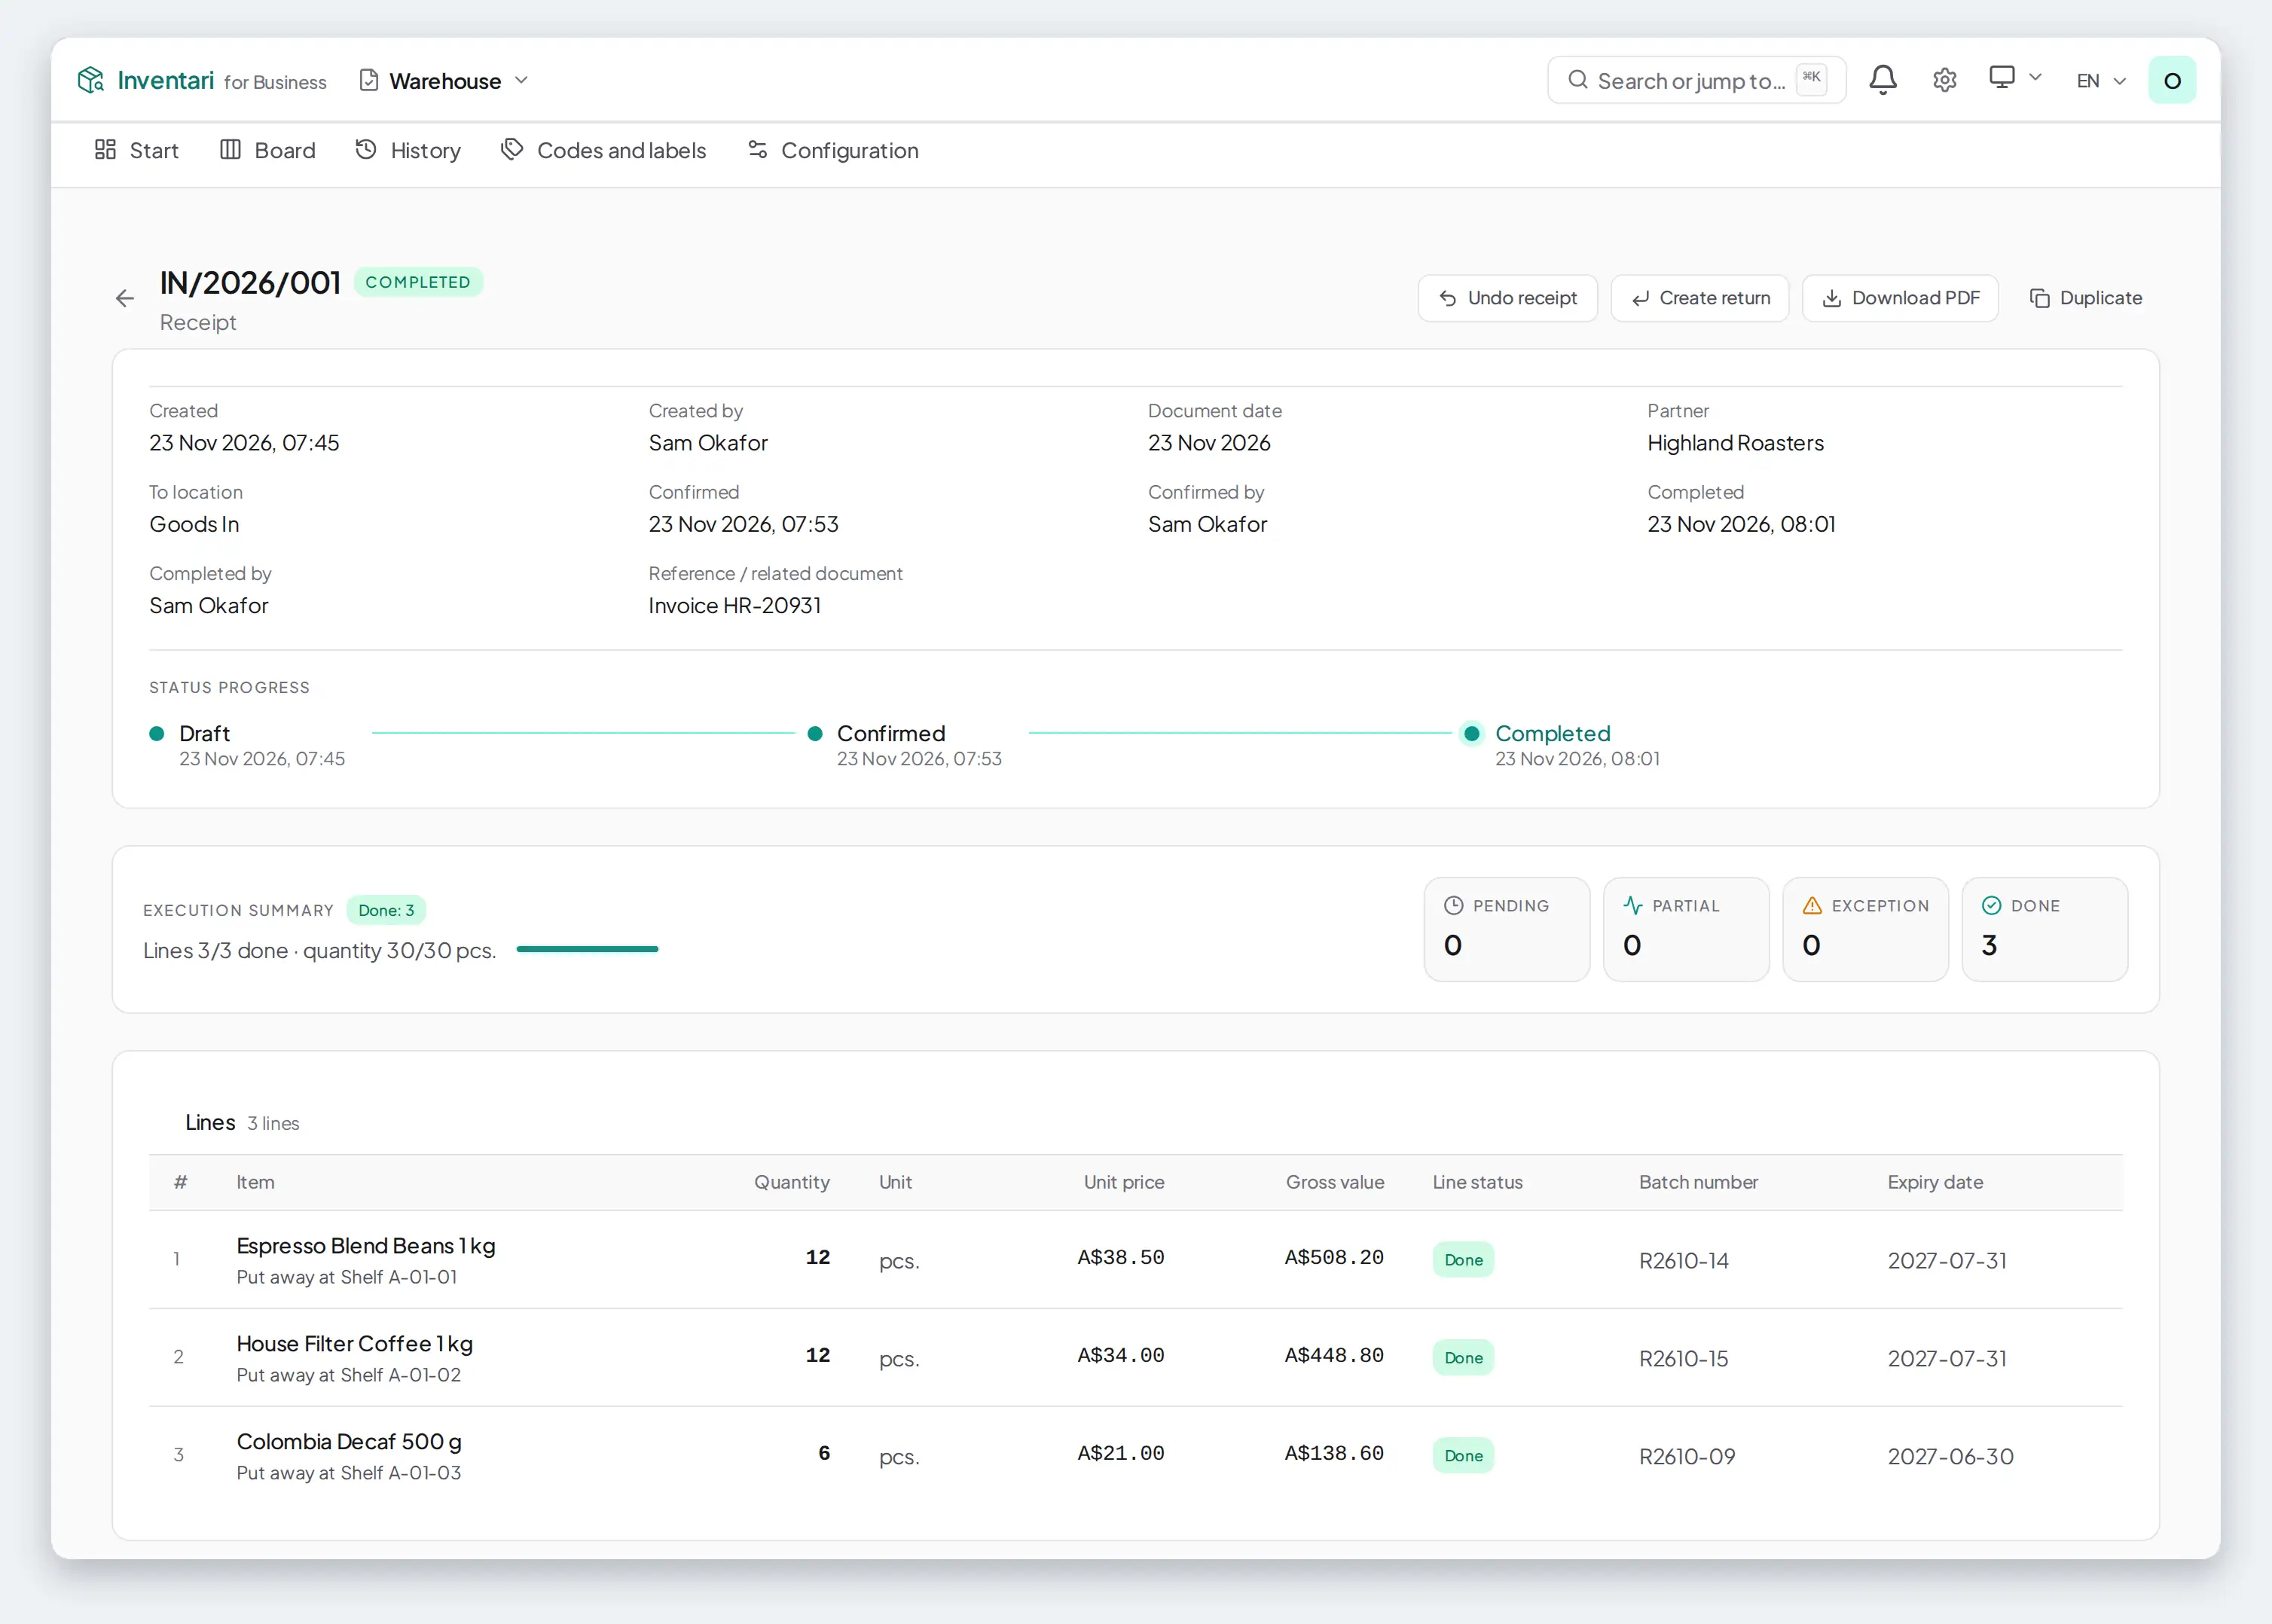 Inventari for Business Warehouse Search or jump to... ⌘K EN O
Start Board History Codes and labels Configuration
IN/2026/001 COMPLETED
Receipt
Undo receipt Create return Download PDF Duplicate
Created Created by Document date Partner
23 Nov 2026, 07:45 Sam Okafor 23 Nov 2026 Highland Roasters
To location Confirmed Confirmed by Completed
Goods In 23 Nov 2026, 07:53 Sam Okafor 23 Nov 2026, 08:01
Completed by Reference / related document
Sam Okafor Invoice HR-20931
STATUS PROGRESS
Draft Confirmed Completed
23 Nov 2026, 07:45 23 Nov 2026, 07:53 23 Nov 2026, 08:01
EXECUTION SUMMARY Done: 3
Lines 3/3 done · quantity 30/30 pcs.
PENDING PARTIAL EXCEPTION DONE
0 0 0 3
Lines 3 lines
# Item Quantity Unit Unit price Gross value Line status Batch number Expiry date
1 Espresso Blend Beans 1 kg 12 pcs. A$38.50 A$508.20 Done R2610-14 2027-07-31
Put away at Shelf A-01-01
2 House Filter Coffee 1 kg 12 pcs. A$34.00 A$448.80 Done R2610-15 2027-07-31
Put away at Shelf A-01-02
3 Colombia Decaf 500 g 6 pcs. A$21.00 A$138.60 Done R2610-09 2027-06-30
Put away at Shelf A-01-03